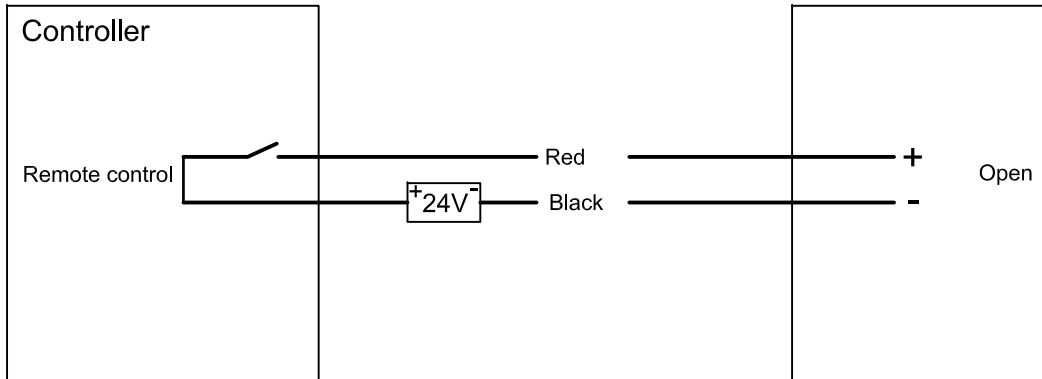 Controller
Red
+
Remote control
Open
+ 24V -
Black
-